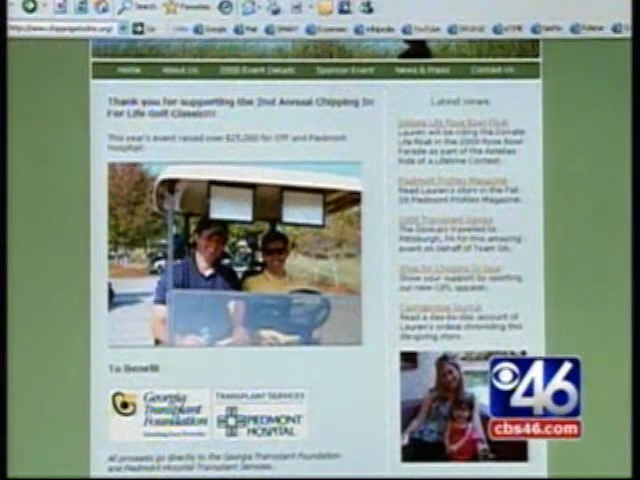 Search Favorites
Home About Us 2008 Event Details Sponsor Event News & Press Contact Us
Thank you for supporting the 2nd Annual Chipping In
For Life Golf Classic!!!
This year's event raised over $25,000 for GTF and Piedmont
Hospital!
To Benefit
Georgia
Transplant
Foundation
TRANSPLANT SERVICES
PIEDMONT
HOSPITAL
All proceeds go directly to the Georgia Transplant Foundation
and Piedmont Hospital Transplant Services.
Latest news
Donate Life Rose Bowl Float
Lauren will be riding the Donate
Life float in the 2009 Rose Bowl
Parade as part of the Astellas
Ride of a Lifetime Contest.
Piedmont Profiles Magazine
Read Lauren's story in the Fall
08 Piedmont Profiles Magazine.
2008 Transplant Games
travelled to
Pittsburgh, PA for this amazing
event on behalf of Team GA.
Shop for Chipping In Gear
Show your support by sporting
our new CIFL apparel.
Journal
Read a day-by-day account of
Lauren's ordeal chronicling this
life-giving story.
46
cbs46.com